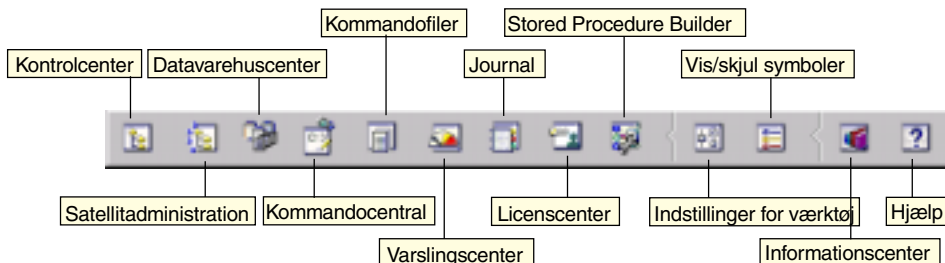 Kommandofiler
Stored Procedure Builder
Kontrolcenter
Datavarehuscenter
Journal
Vis/skjul symboler
Satellitadministration
Kommandocentral
Licenscenter
Indstillinger for værktøj
Hjælp
Varslingscenter
Informationscenter